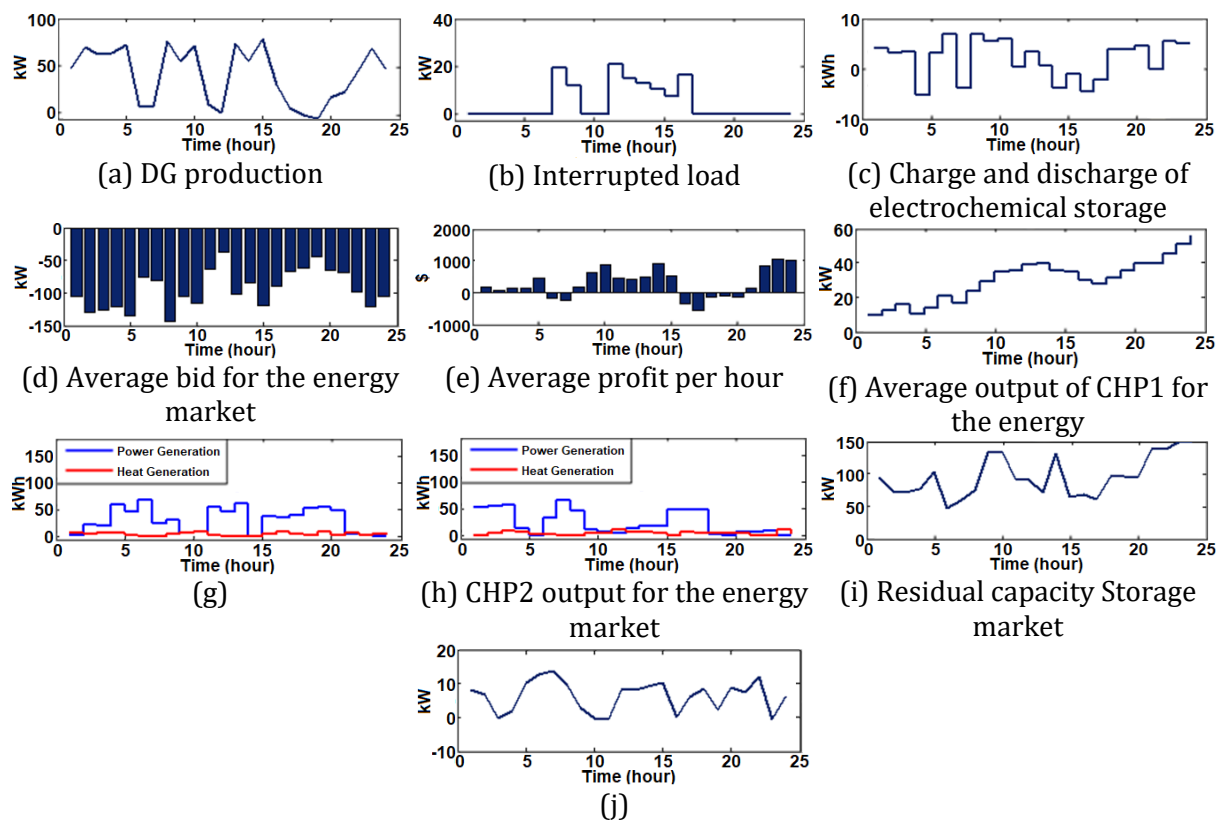 100
50
0
kW
0 5 10 15 20 25
Time (hour)
(a) DG production
40
20
0
kW
0 5 10 15 20 25
Time (hour)
(b) Interrupted load
10
0
-10
kWh
0 5 10 15 20 25
Time (hour)
(c) Charge and discharge of
electrochemical storage
0
-50
-100
-150
kW
0 5 10 15 20 25
Time (hour)
(d) Average bid for the energy
market
2000
1000
0
-1000
$
0 5 10 15 20 25
Time (hour)
(e) Average profit per hour
60
40
20
0
kW
0 5 10 15 20 25
Time (hour)
(f) Average output of CHP1 for
the energy
150
100
50
0
kWh
Power Generation
Heat Generation
0 5 10 15 20 25
Time (hour)
(g)
150
100
50
0
kWh
Power Generation
Heat Generation
0 5 10 15 20 25
Time (hour)
(h) CHP2 output for the energy
market
150
100
50
0
kWh
0 5 10 15 20 25
Time (hour)
(i) Residual capacity Storage
market
20
10
0
-10
kW
0 5 10 15 20 25
Time (hour)
(j)